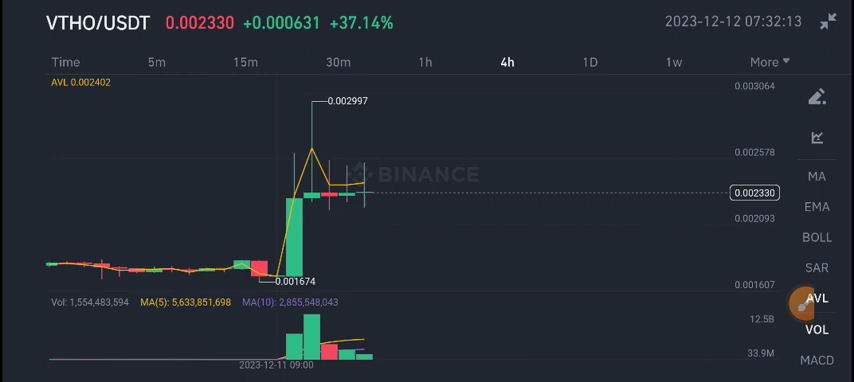 VTHO/USDT 0.002330 +0.000631 +37.14% 2023-12-12 07:32:13
Time 5m 15m 30m 1h 4h 1D 1w More
AVL 0.002402
0.003064
0.002997
0.002578
BINANCE
0.002330
0.002093
0.001674
0.001607
Vol: 1,554,483,594 MA(5): 5,633,851,698 MA(10): 2,855,548,043
12.5B
33.9M
2023-12-11 09:00
MA
EMA
BOLL
SAR
AVL
VOL
MACD